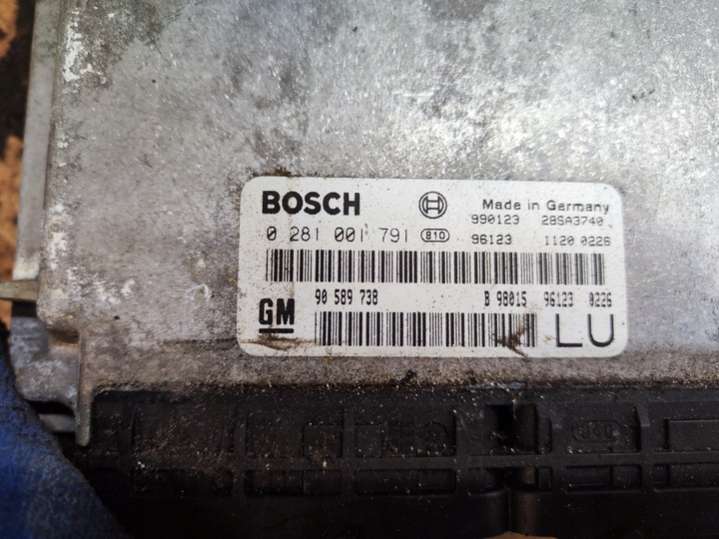 BOSCH Made in Germany
990123 28SA3740
0 281 001 791 810 96123 1120 0226
GM 90 589 738 B 98015 96123 0226
LU